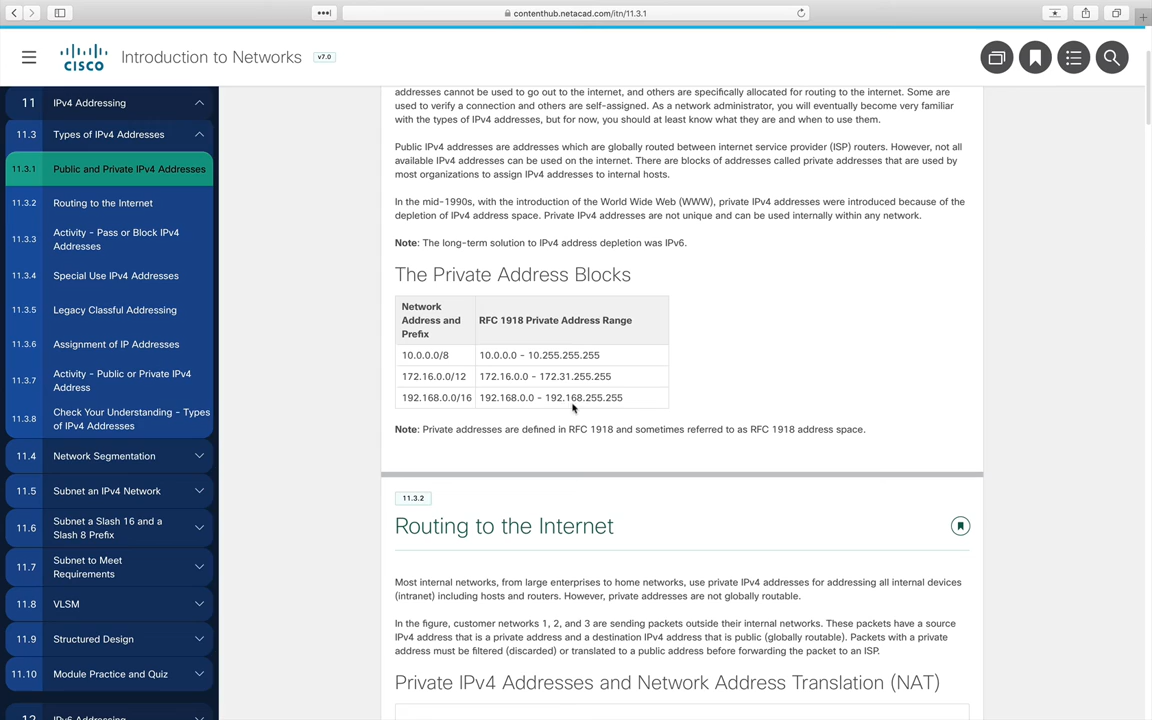 contenthub.netacad.com/itn/11.3.1
CISCO
Introduction to Networks
v7.0
11 IPv4 Addressing
11.3 Types of IPv4 Addresses
11.3.1 Public and Private IPv4 Addresses
11.3.2 Routing to the Internet
11.3.3 Activity - Pass or Block IPv4
Addresses
11.3.4 Special Use IPv4 Addresses
11.3.5 Legacy Classful Addressing
11.3.6 Assignment of IP Addresses
11.3.7 Activity - Public or Private IPv4
Address
11.3.8 Check Your Understanding - Types
of IPv4 Addresses
11.4 Network Segmentation
11.5 Subnet an IPv4 Network
11.6 Subnet a Slash 16 and a
Slash 8 Prefix
11.7 Subnet to Meet
Requirements
11.8 VLSM
11.9 Structured Design
11.10 Module Practice and Quiz
12 IPv6 Addressing
addresses cannot be used to go out to the internet, and others are specifically allocated for routing to the internet. Some are
used to verify a connection and others are self-assigned. As a network administrator, you will eventually become very familiar
with the types of IPv4 addresses, but for now, you should at least know what they are and when to use them.
Public IPv4 addresses are addresses which are globally routed between internet service provider (ISP) routers. However, not all
available IPv4 addresses can be used on the internet. There are blocks of addresses called private addresses that are used by
most organizations to assign IPv4 addresses to internal hosts.
In the mid-1990s, with the introduction of the World Wide Web (WWW), private IPv4 addresses were introduced because of the
depletion of IPv4 address space. Private IPv4 addresses are not unique and can be used internally within any network.
Note: The long-term solution to IPv4 address depletion was IPv6.
The Private Address Blocks
Network
Address and
Prefix
RFC 1918 Private Address Range
10.0.0.0/8 10.0.0.0 - 10.255.255.255
172.16.0.0/12 172.16.0.0 - 172.31.255.255
192.168.0.0/16 192.168.0.0 - 192.168.255.255
Note: Private addresses are defined in RFC 1918 and sometimes referred to as RFC 1918 address space.
11.3.2
Routing to the Internet
Most internal networks, from large enterprises to home networks, use private IPv4 addresses for addressing all internal devices
(intranet) including hosts and routers. However, private addresses are not globally routable.
In the figure, customer networks 1, 2, and 3 are sending packets outside their internal networks. These packets have a source
IPv4 address that is a private address and a destination IPv4 address that is public (globally routable). Packets with a private
address must be filtered (discarded) or translated to a public address before forwarding the packet to an ISP.
Private IPv4 Addresses and Network Address Translation (NAT)